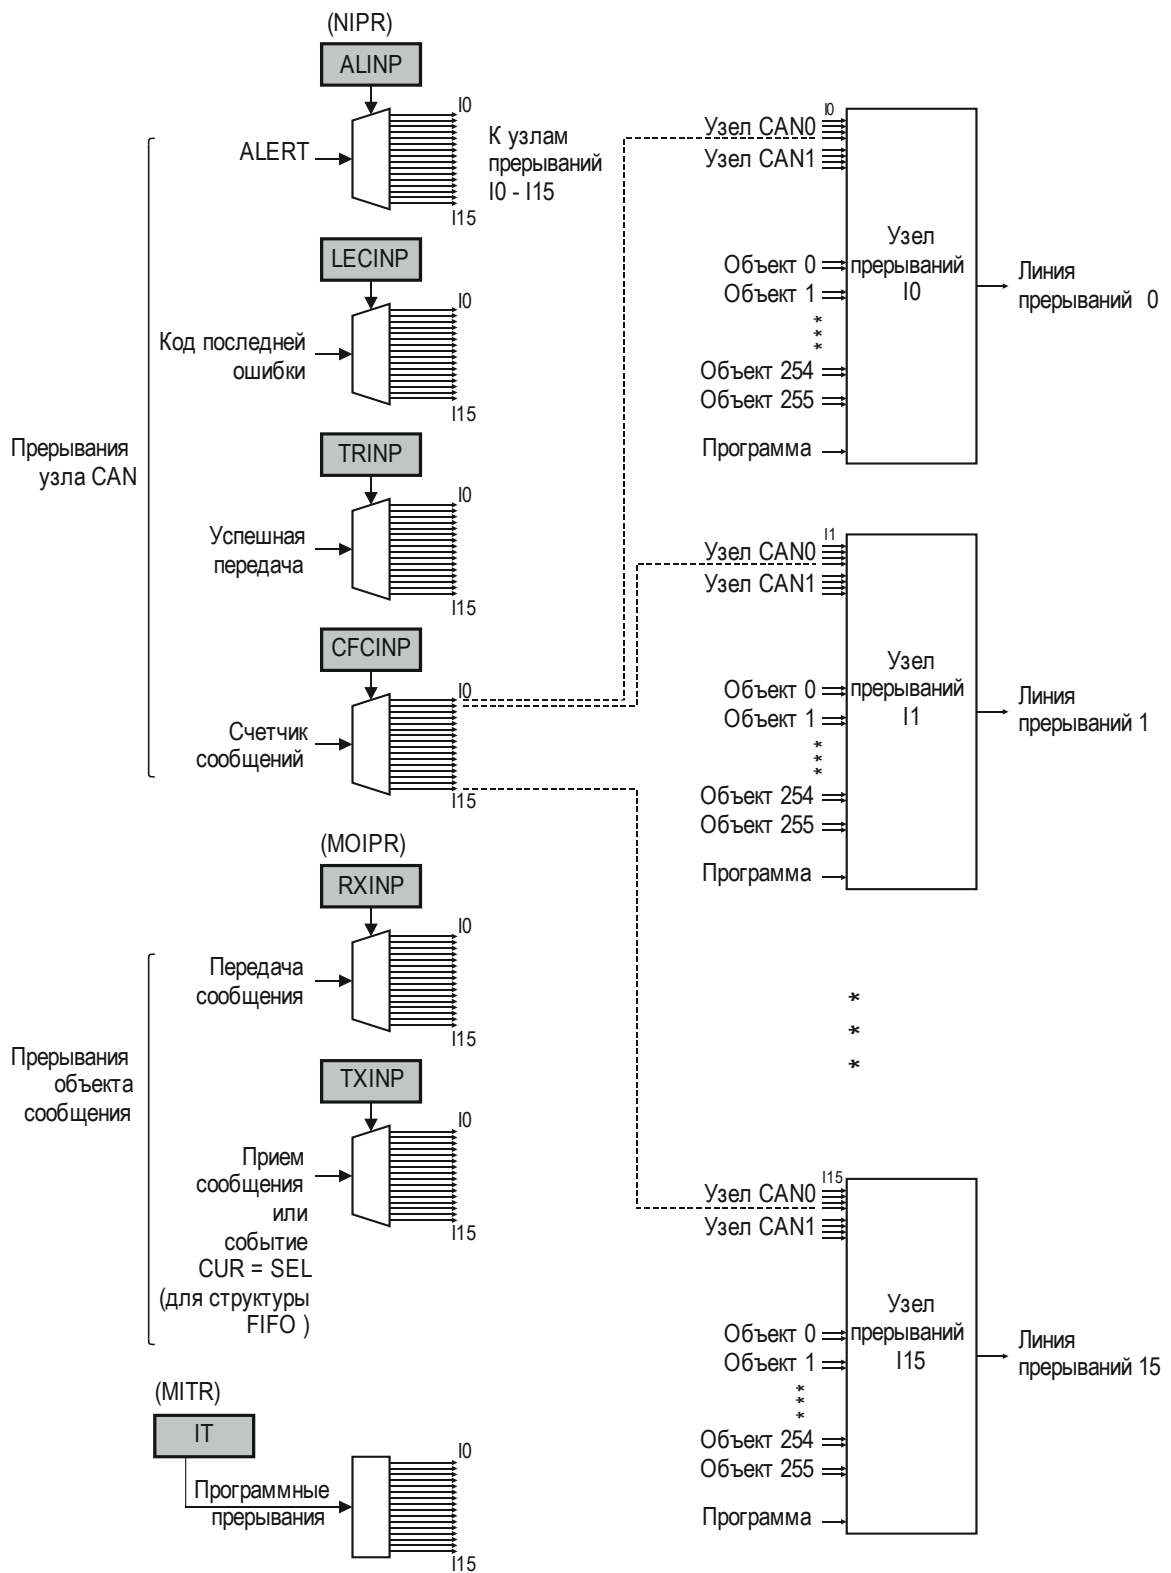 (NIPR)
ALINP
I0
ALERT
I15
К узлам
прерываний
I0 - I15
LECINP
I0
Код последней
ошибки
I15
Прерывания
узла CAN
TRINP
I0
Успешная
передача
I15
CFCINP
I0
Счетчик
сообщений
I15
(MOIPR)
RXINP
I0
Передача
сообщения
I15
Прерывания
объекта
сообщения
TXINP
I0
Прием
сообщения
или
событие
CUR = SEL
(для структуры
FIFO )
I15
(MITR)
IT
I0
Программные
прерывания
I15
I0
Узел CAN0
Узел CAN1
Объект 0
Объект 1
* * *
Объект 254
Объект 255
Программа
Узел
прерываний
I0
Линия
прерываний 0
I1
Узел CAN0
Узел CAN1
Объект 0
Объект 1
* * *
Объект 254
Объект 255
Программа
Узел
прерываний
I1
Линия
прерываний 1
*
*
*
I15
Узел CAN0
Узел CAN1
Объект 0
Объект 1
* * *
Объект 254
Объект 255
Программа
Узел
прерываний
I15
Линия
прерываний 15